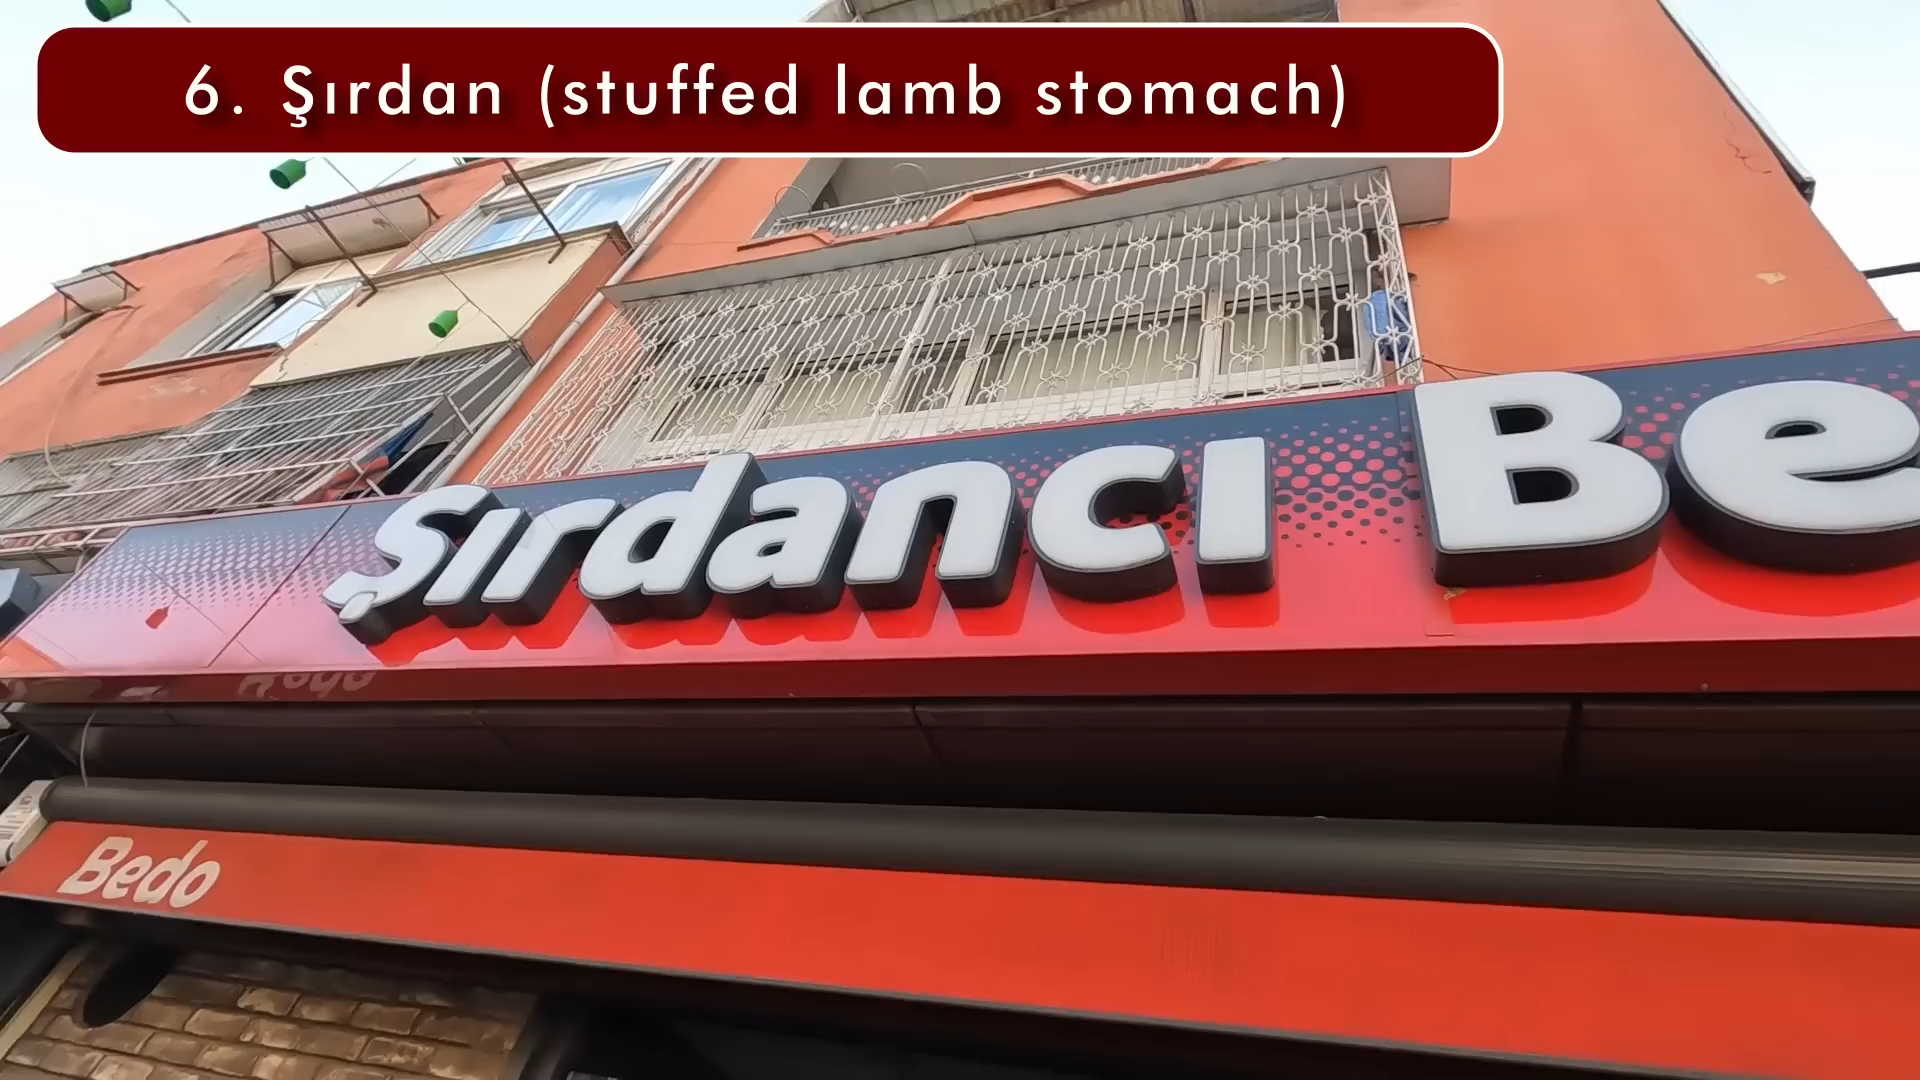 6. Şırdan (stuffed lamb stomach)
Şırdancı Be
Bedo